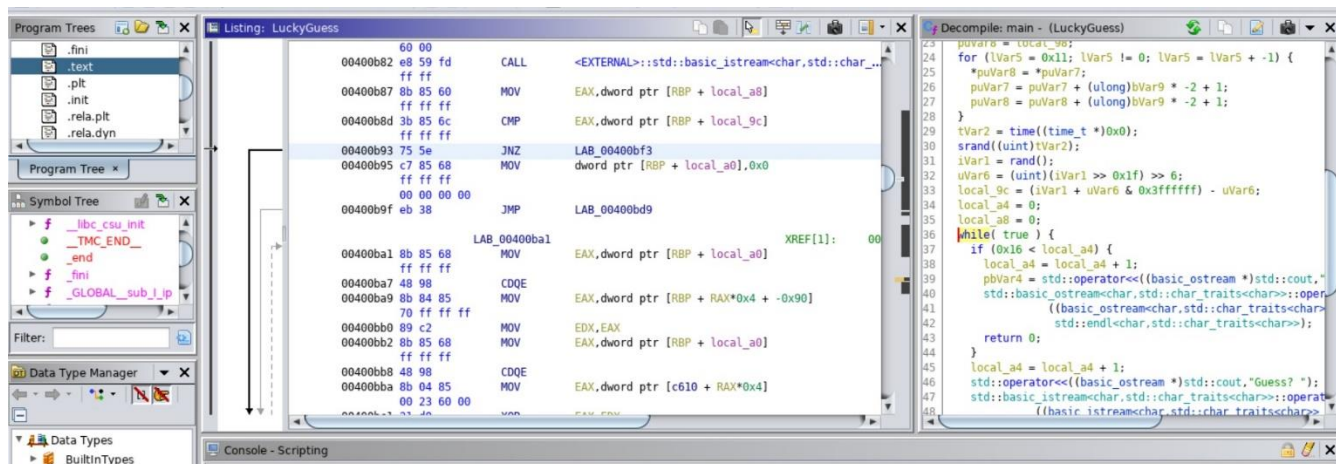 Program Trees
.fini
.text
.plt
.init
.rela.plt
.rela.dyn
Program Tree ×
Symbol Tree
__libc_csu_init
__TMC_END__
_end
_fini
_GLOBAL__sub_I_ip
Filter:
Data Type Manager
Data Types
BuiltInTypes
Listing: LuckyGuess
60 00
00400b82 e8 59 fd CALL <EXTERNAL>::std::basic_istream<char,std::char_...
ff ff
00400b87 8b 85 60 MOV EAX,dword ptr [RBP + local_a8]
ff ff ff
00400b8d 3b 85 6c CMP EAX,dword ptr [RBP + local_9c]
ff ff ff
00400b93 75 5e JNZ LAB_00400bf3
00400b95 c7 85 68 MOV dword ptr [RBP + local_a0],0x0
ff ff ff
00 00 00 00
00400b9f eb 38 JMP LAB_00400bd9
LAB_00400ba1 XREF[1]: 00
00400ba1 8b 85 68 MOV EAX,dword ptr [RBP + local_a0]
ff ff ff
00400ba7 48 98 CDQE
00400ba9 8b 84 85 MOV EAX,dword ptr [RBP + RAX*0x4 + -0x90]
70 ff ff ff
00400bb0 89 c2 MOV EDX,EAX
00400bb2 8b 85 68 MOV EAX,dword ptr [RBP + local_a0]
ff ff ff
00400bb8 48 98 CDQE
00400bba 8b 04 85 MOV EAX,dword ptr [c610 + RAX*0x4]
00 23 60 00
Console - Scripting
Decompile: main - (LuckyGuess)
23 puVar8 = local_98;
24 for (lVar5 = 0x11; lVar5 != 0; lVar5 = lVar5 + -1) {
25 *puVar8 = *puVar7;
26 puVar7 = puVar7 + (ulong)bVar9 * -2 + 1;
27 puVar8 = puVar8 + (ulong)bVar9 * -2 + 1;
28 }
29 tVar2 = time((time_t *)0x0);
30 srand((uint)tVar2);
31 iVar1 = rand();
32 uVar6 = (uint)(iVar1 >> 0x1f) >> 6;
33 local_9c = (iVar1 + uVar6 & 0x3ffffff) - uVar6;
34 local_a4 = 0;
35 local_a8 = 0;
36 while( true ) {
37 if (0x16 < local_a4) {
38 local_a4 = local_a4 + 1;
39 pbVar4 = std::operator<<((basic_ostream *)std::cout,"
40 std::basic_ostream<char,std::char_traits<char>>::oper
41 ((basic_ostream<char,std::char_traits<char>
42 std::endl<char,std::char_traits<char>>);
43 return 0;
44 }
45 local_a4 = local_a4 + 1;
46 std::operator<<((basic_ostream *)std::cout,"Guess? ");
47 std::basic_istream<char,std::char_traits<char>>::operat
48 ((basic_istream<char,std::char_traits<char>>